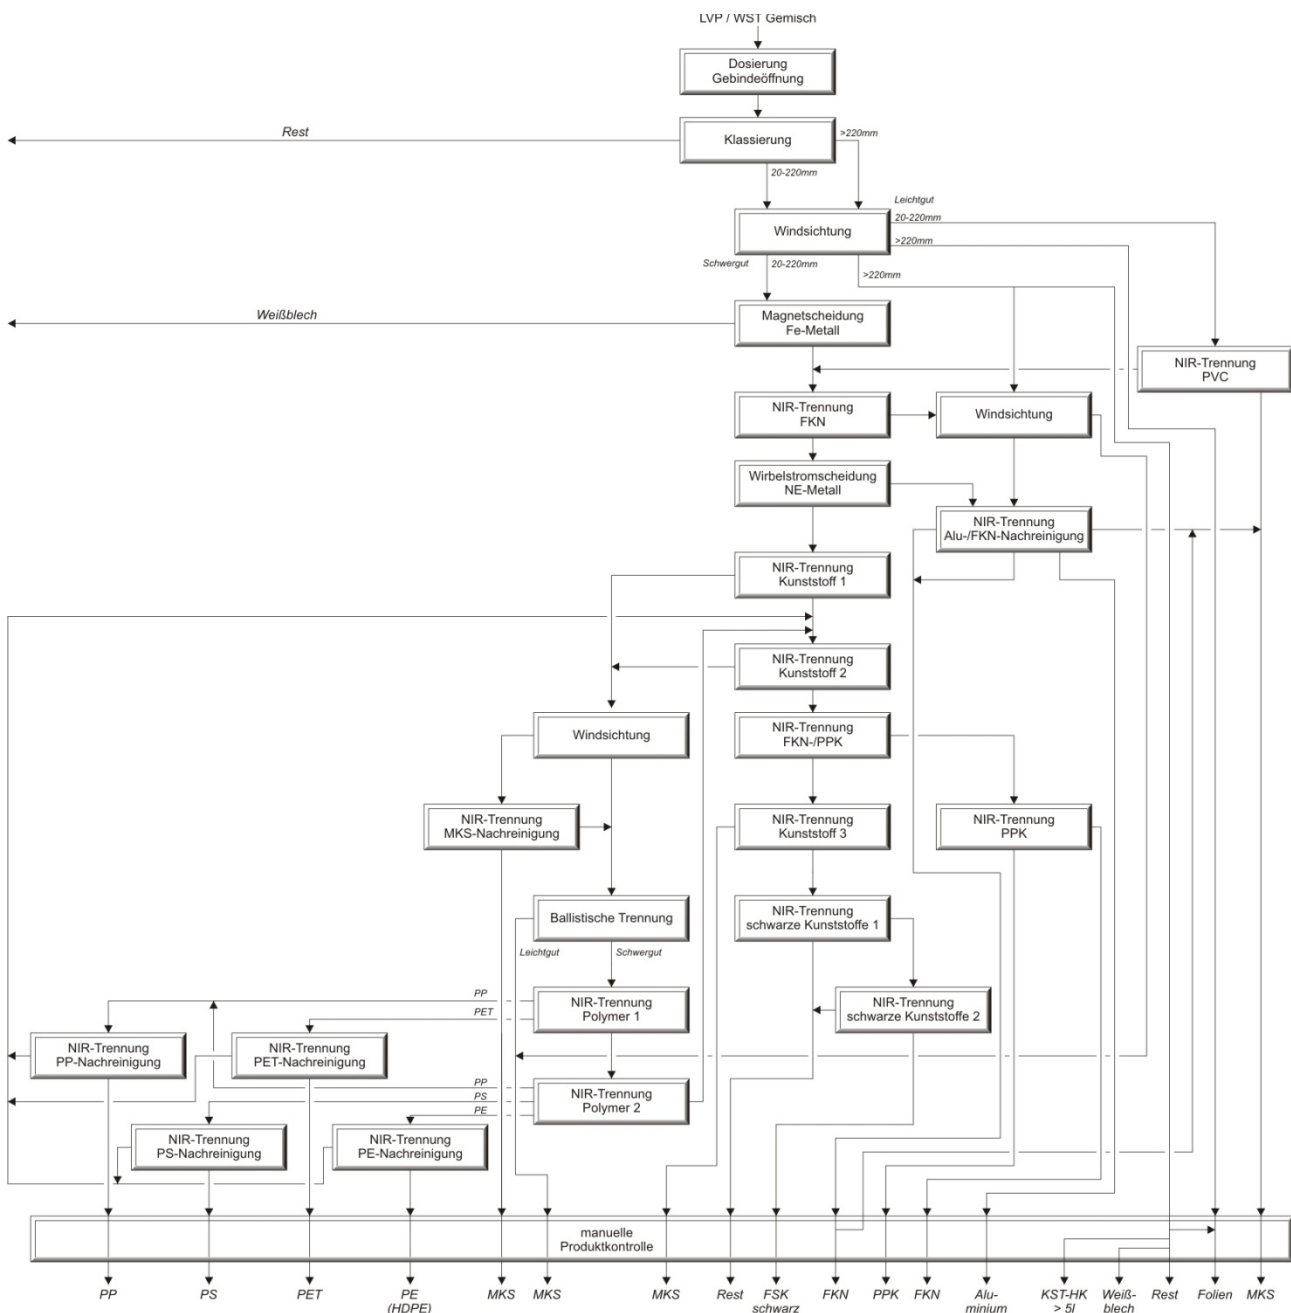 LVP / WST Gemisch
Dosierung
Gebindeöffnung
Rest
Klassierung
>220mm
20-220mm
Leichtgut
20-220mm
Windsichtung
>220mm
Schwergut
20-220mm
>220mm
Weißblech
Magnetscheidung
Fe-Metall
NIR-Trennung
PVC
NIR-Trennung
FKN
Windsichtung
Wirbelstromscheidung
NE-Metall
NIR-Trennung
Alu-/FKN-Nachreinigung
NIR-Trennung
Kunststoff 1
NIR-Trennung
Kunststoff 2
Windsichtung
NIR-Trennung
FKN-/PPK
NIR-Trennung
MKS-Nachreinigung
NIR-Trennung
Kunststoff 3
NIR-Trennung
PPK
Ballistische Trennung
NIR-Trennung
schwarze Kunststoffe 1
Leichtgut
Schwergut
PP
NIR-Trennung
Polymer 1
PET
NIR-Trennung
schwarze Kunststoffe 2
NIR-Trennung
PP-Nachreinigung
NIR-Trennung
PET-Nachreinigung
PP
PS
PE
NIR-Trennung
Polymer 2
NIR-Trennung
PS-Nachreinigung
NIR-Trennung
PE-Nachreinigung
manuelle
Produktkontrolle
PP
PS
PET
PE
(HDPE)
MKS
MKS
MKS
Rest
FSK
schwarz
FKN
PPK
FKN
Alu-
minium
KST-HK
> 5l
Weiß-
blech
Rest
Folien
MKS